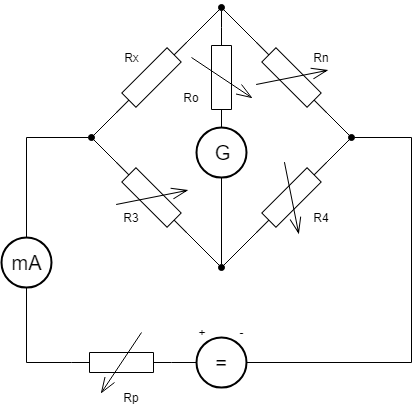 Rx
Rn
Ro
G
R3
R4
mA
+ -
=
Rp